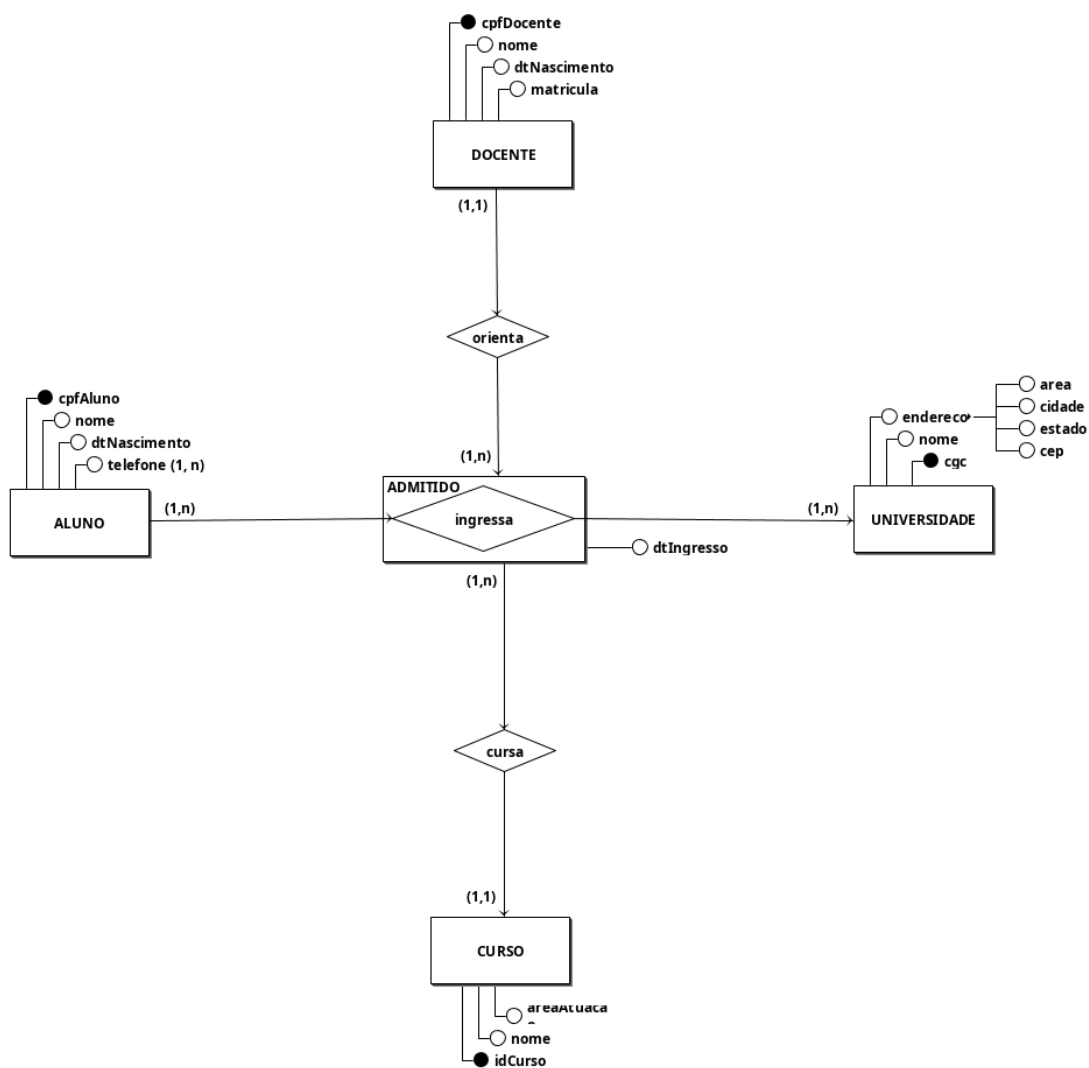 cpfDocente
nome
dtNascimento
matricula
DOCENTE
(1,1)
orienta
(1,n)
cpfAluno
nome
dtNascimento
telefone (1, n)
ALUNO
(1,n)
ADMITIDO
ingressa
dtIngresso
(1,n)
(1,n)
endereco
area
cidade
estado
cep
nome
cgc
UNIVERSIDADE
cursa
(1,1)
CURSO
areaAtuaca
o
nome
idCurso